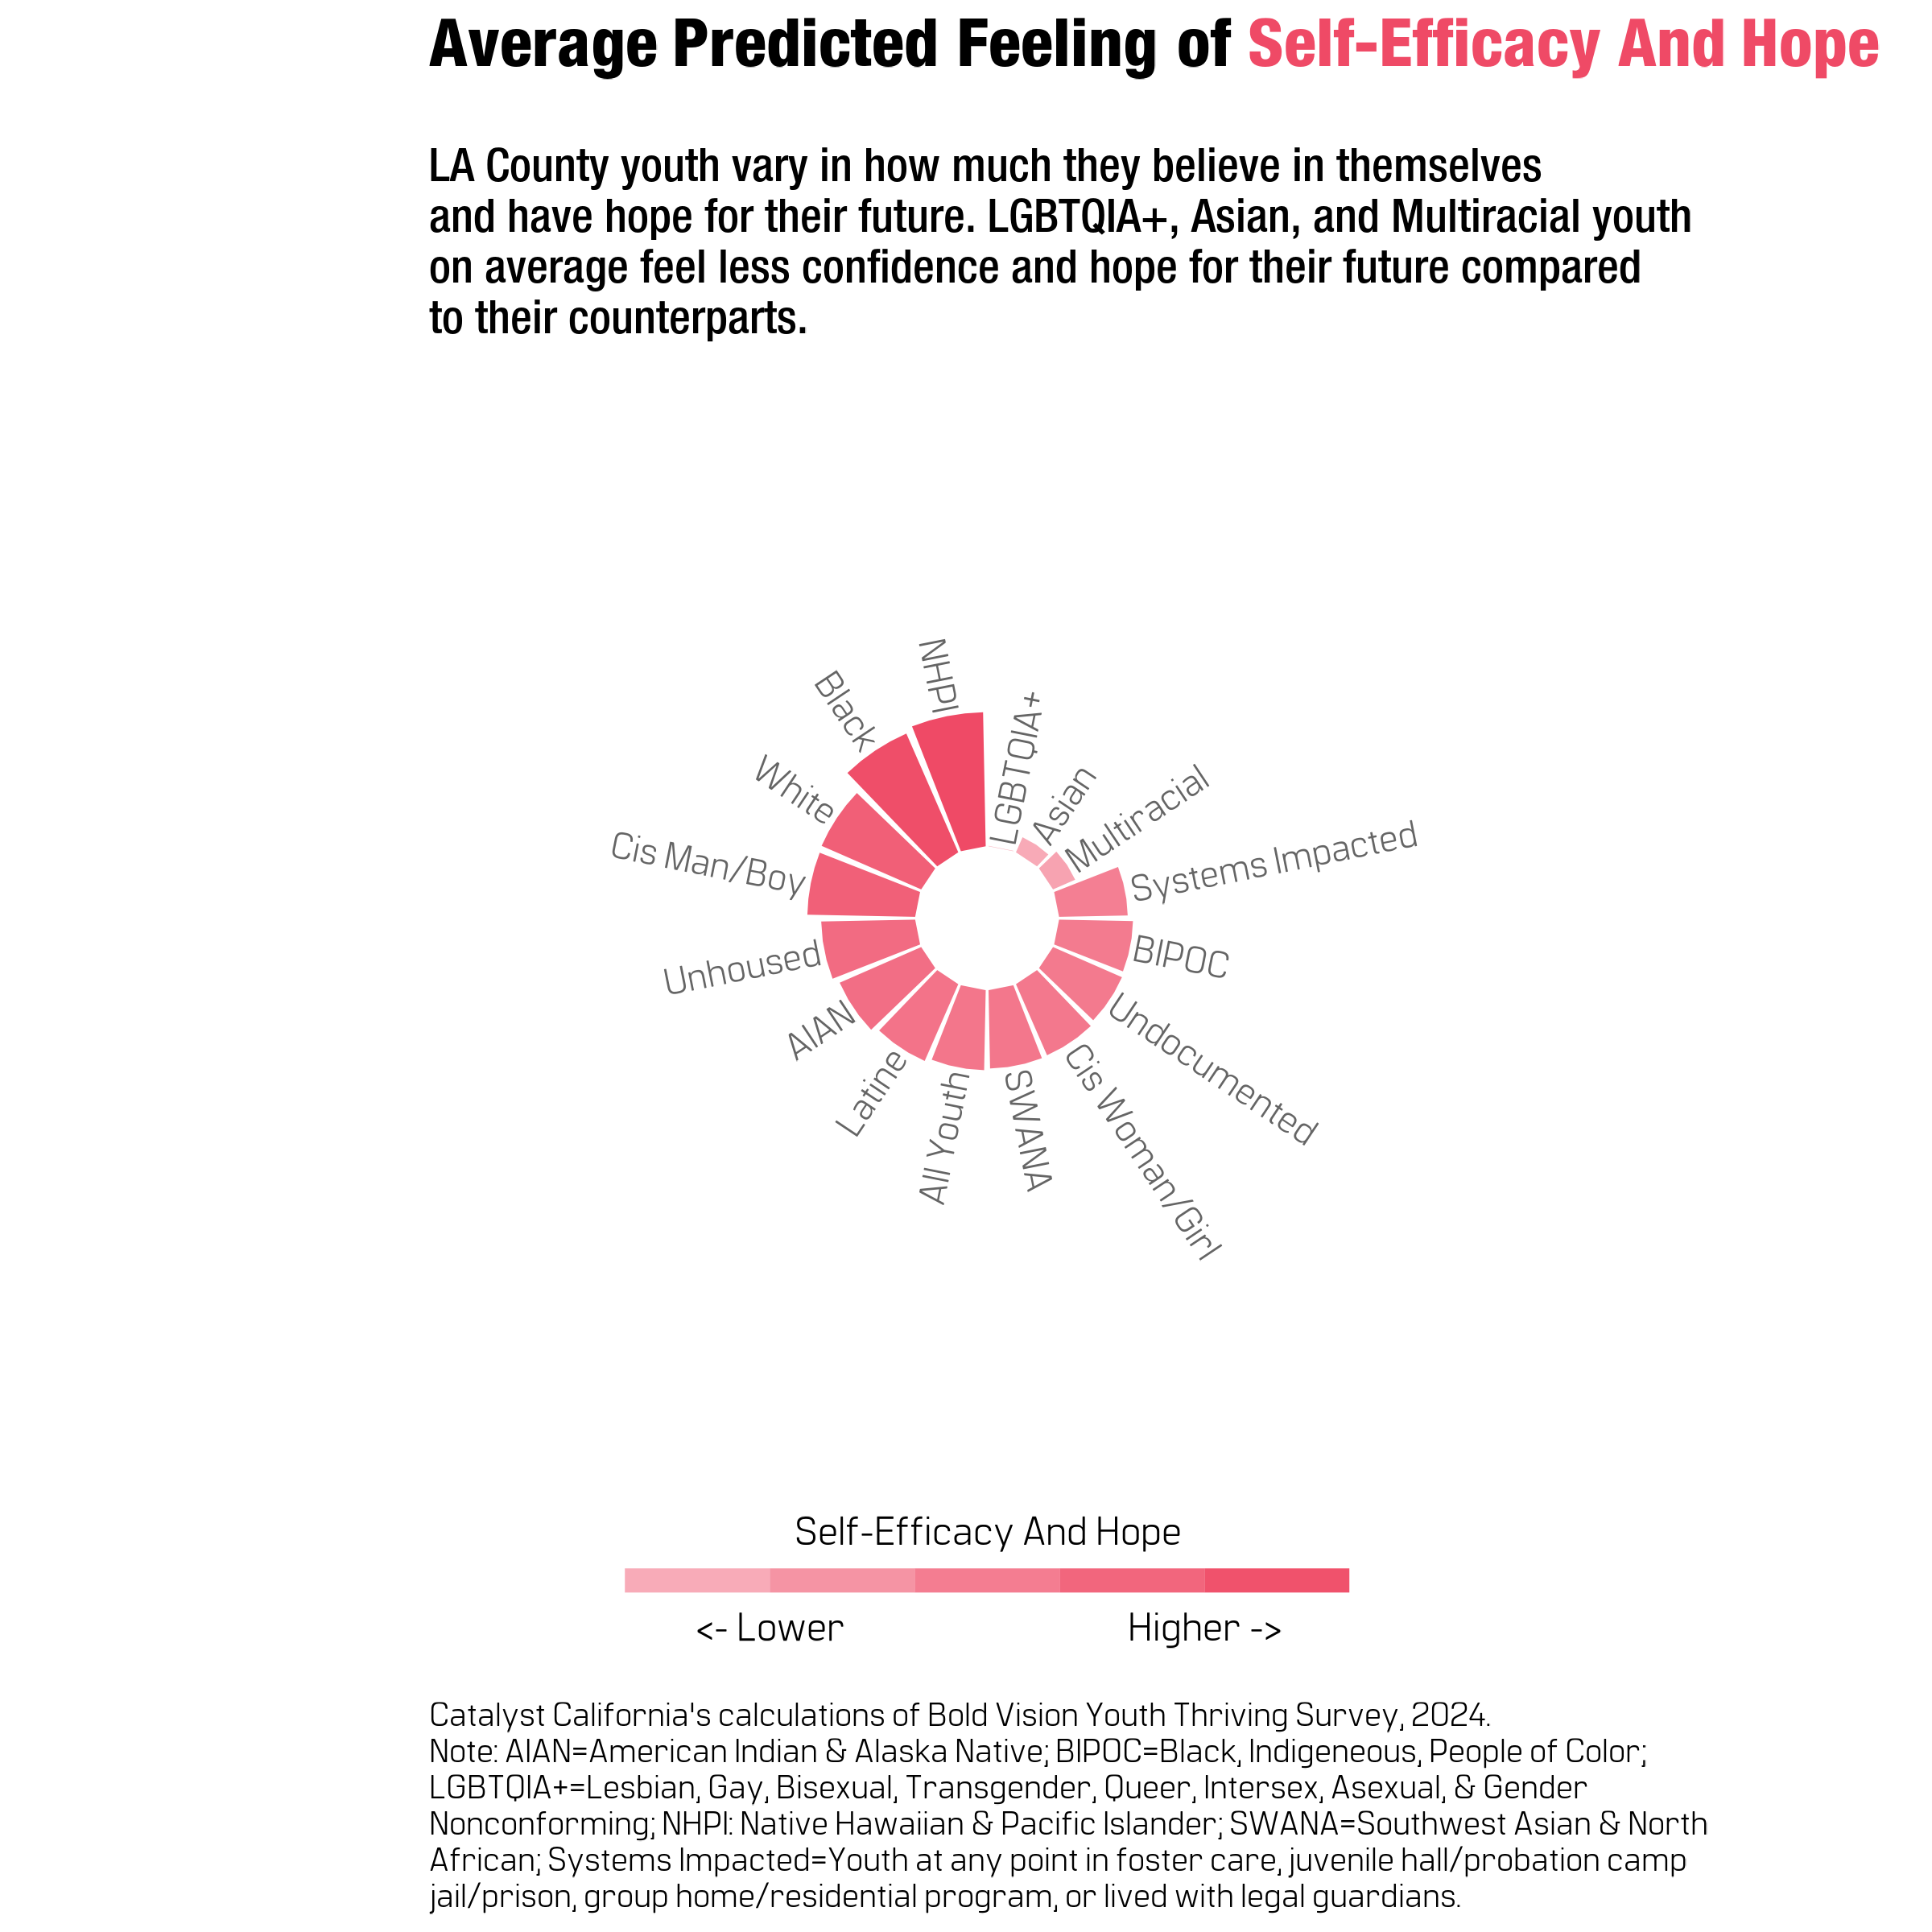 Average Predicted Feeling of Self-Efficacy And Hope
LA County youth vary in how much they believe in themselves
and have hope for their future. LGBTQIA+, Asian, and Multiracial youth
on average feel less confidence and hope for their future compared
to their counterparts.
LGBTQIA+
Asian
Multiracial
Systems Impacted
BIPOC
Undocumented
Cis Woman/Girl
SWANA
All Youth
Latine
AIAN
Unhoused
Cis Man/Boy
White
Black
NHPI
Self-Efficacy And Hope
<- Lower
Higher ->
Catalyst California's calculations of Bold Vision Youth Thriving Survey, 2024.
Note: AIAN=American Indian & Alaska Native; BIPOC=Black, Indigeneous, People of Color;
LGBTQIA+=Lesbian, Gay, Bisexual, Transgender, Queer, Intersex, Asexual, & Gender
Nonconforming; NHPI: Native Hawaiian & Pacific Islander; SWANA=Southwest Asian & North
African; Systems Impacted=Youth at any point in foster care, juvenile hall/probation camp
jail/prison, group home/residential program, or lived with legal guardians.